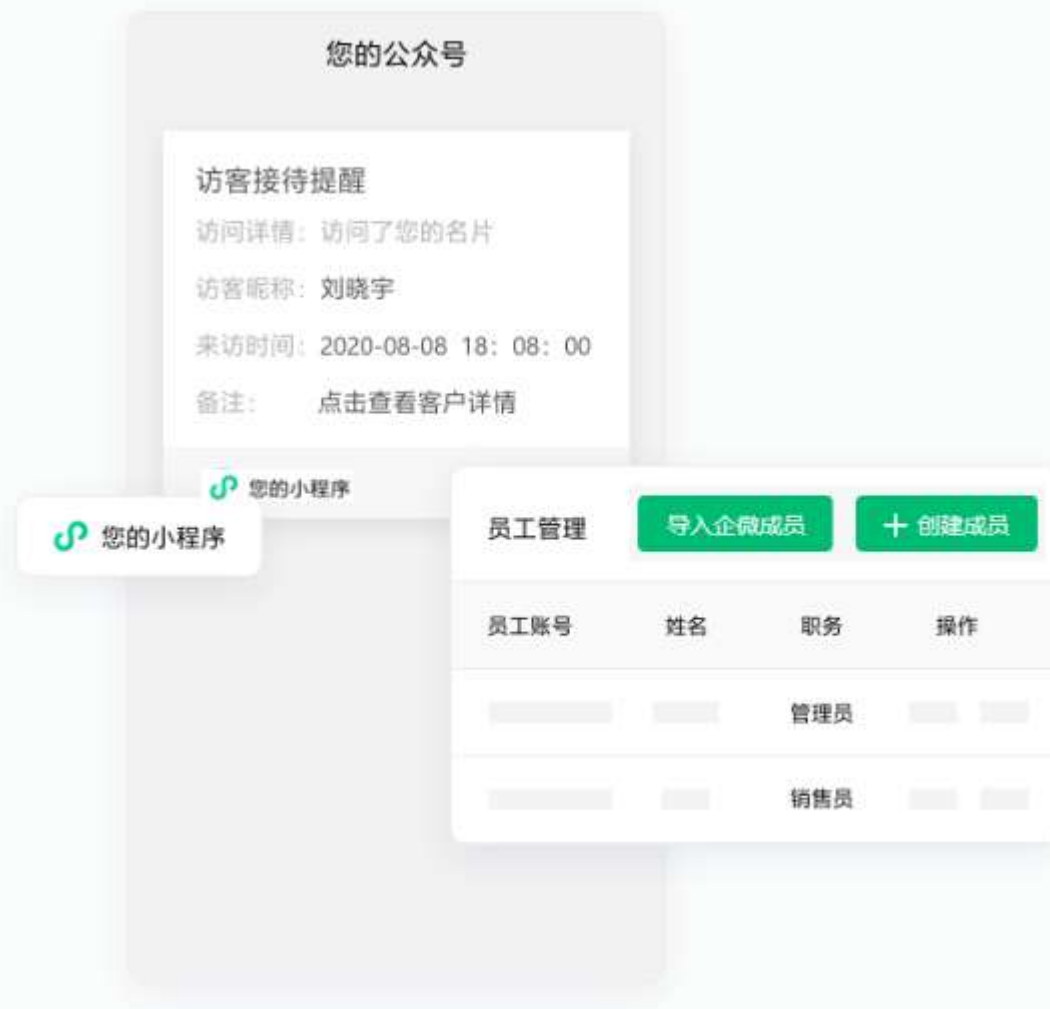 您的公众号
访客接待提醒
访问详情: 访问了您的名片
访客昵称: 刘晓宇
来访时间: 2020-08-08 18: 08: 00
备注: 点击查看客户详情
您的小程序
您的小程序
员工管理 导入企微成员 + 创建成员
员工账号 姓名 职务 操作
管理员
销售员